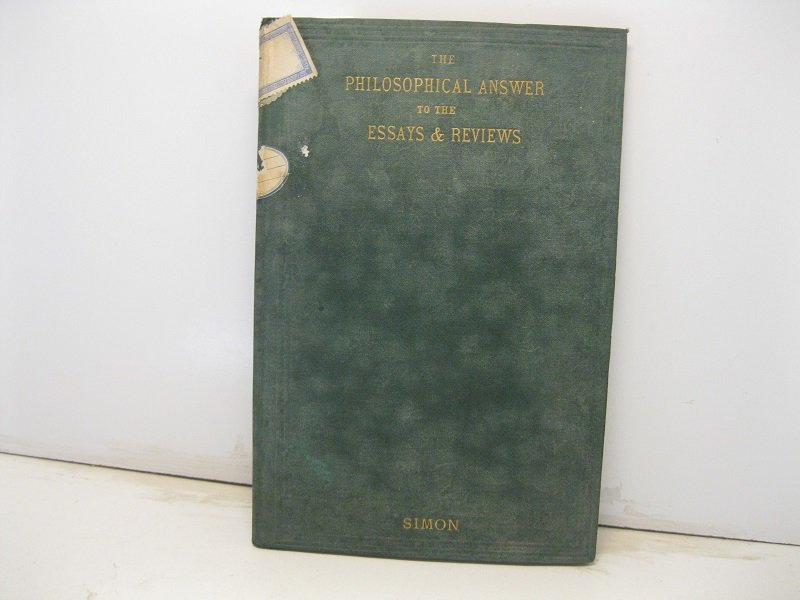 THE
PHILOSOPHICAL ANSWER
TO THE
ESSAYS & REVIEWS
SIMON